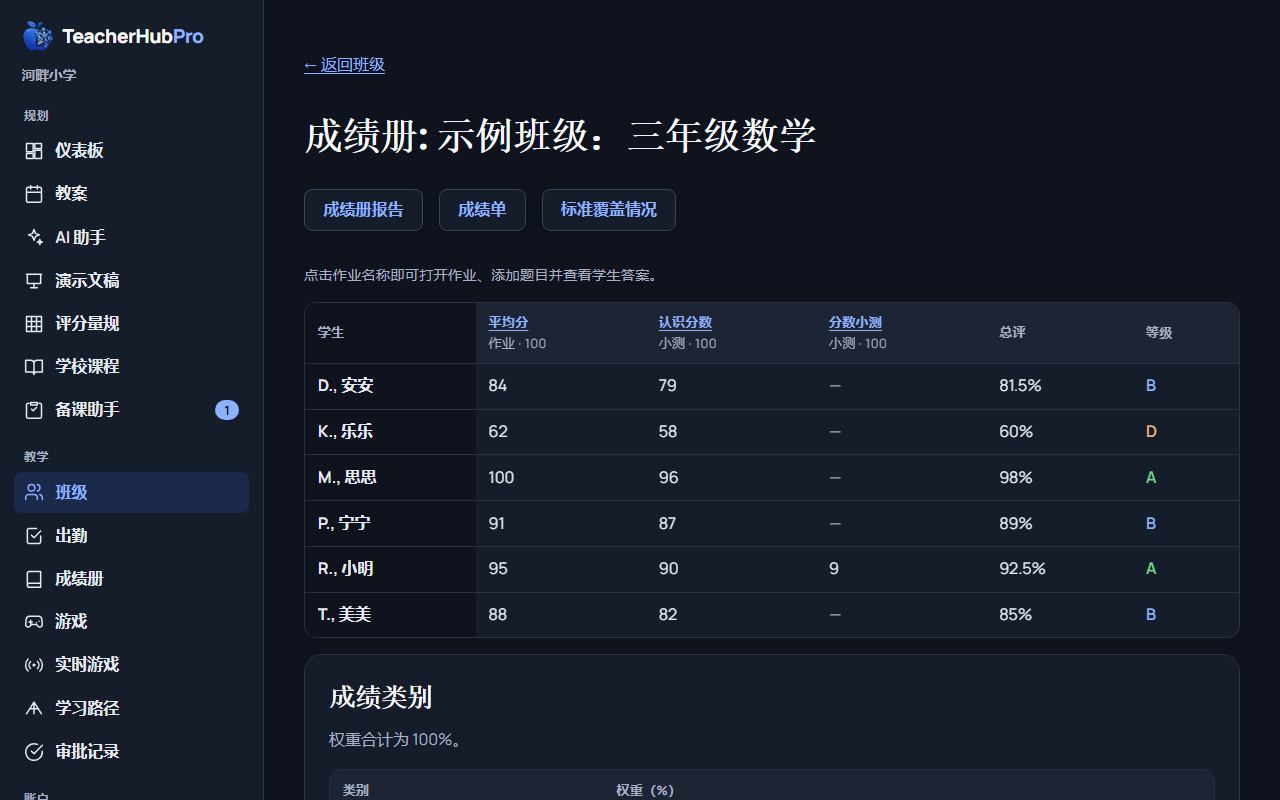 TeacherHubPro
河畔小学
规划
仪表板
教案
AI 助手
演示文稿
评分量规
学校课程
备课助手 1
教学
班级
出勤
成绩册
游戏
实时游戏
学习路径
审批记录
账户
← 返回班级
成绩册: 示例班级：三年级数学
成绩册报告 成绩单 标准覆盖情况
点击作业名称即可打开作业、添加题目并查看学生答案。
学生 平均分 认识分数 分数小测 总评 等级
作业 · 100 小测 · 100 小测 · 100
D., 安安 84 79 — 81.5% B
K., 乐乐 62 58 — 60% D
M., 思思 100 96 — 98% A
P., 宁宁 91 87 — 89% B
R., 小明 95 90 9 92.5% A
T., 美美 88 82 — 85% B
成绩类别
权重合计为 100%。
类别 权重（%）